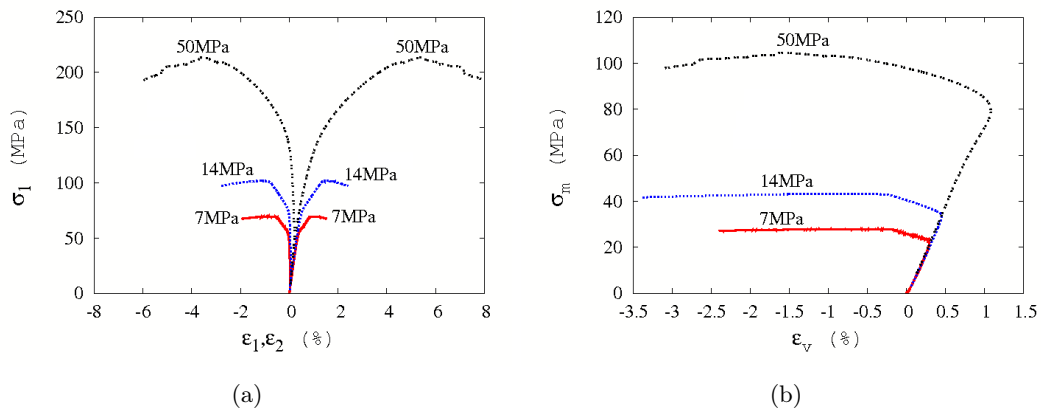 250
200
150
100
50
0
σ1 (MPa)
50MPa
50MPa
14MPa
14MPa
7MPa
7MPa
-8 -6 -4 -2 0 2 4 6 8
ε1,ε2 (%)
(a)
120
100
80
60
40
20
0
σm (MPa)
50MPa
14MPa
7MPa
-3.5 -3 -2.5 -2 -1.5 -1 -0.5 0 0.5 1 1.5
εv (%)
(b)